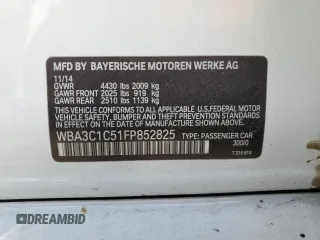 MFD BY BAYERISCHE MOTOREN WERKE AG
11/14
GVWR 4430 lbs 2009 kg
GAWR FRONT 2025 lbs 919 kg
GAWR REAR 2510 lbs 1139 kg
THIS VEHICLE CONFORMS TO ALL APPLICABLE FEDERAL
MOTOR VEHICLE SAFETY, BUMPER, AND THEFT
PREVENTION STANDARDS IN EFFECT ON THE
DATE OF MANUFACTURE SHOWN ABOVE.
WBA3C1C51FP852825 TYPE: PASSENGER CAR
300/0
DREAMBID